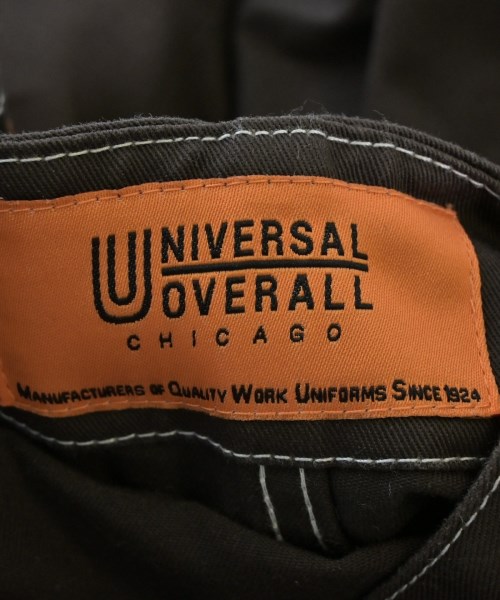 UNIVERSAL
OVERALL
CHICAGO
MANUFACTURERS OF QUALITY WORK UNIFORMS SINCE 1924